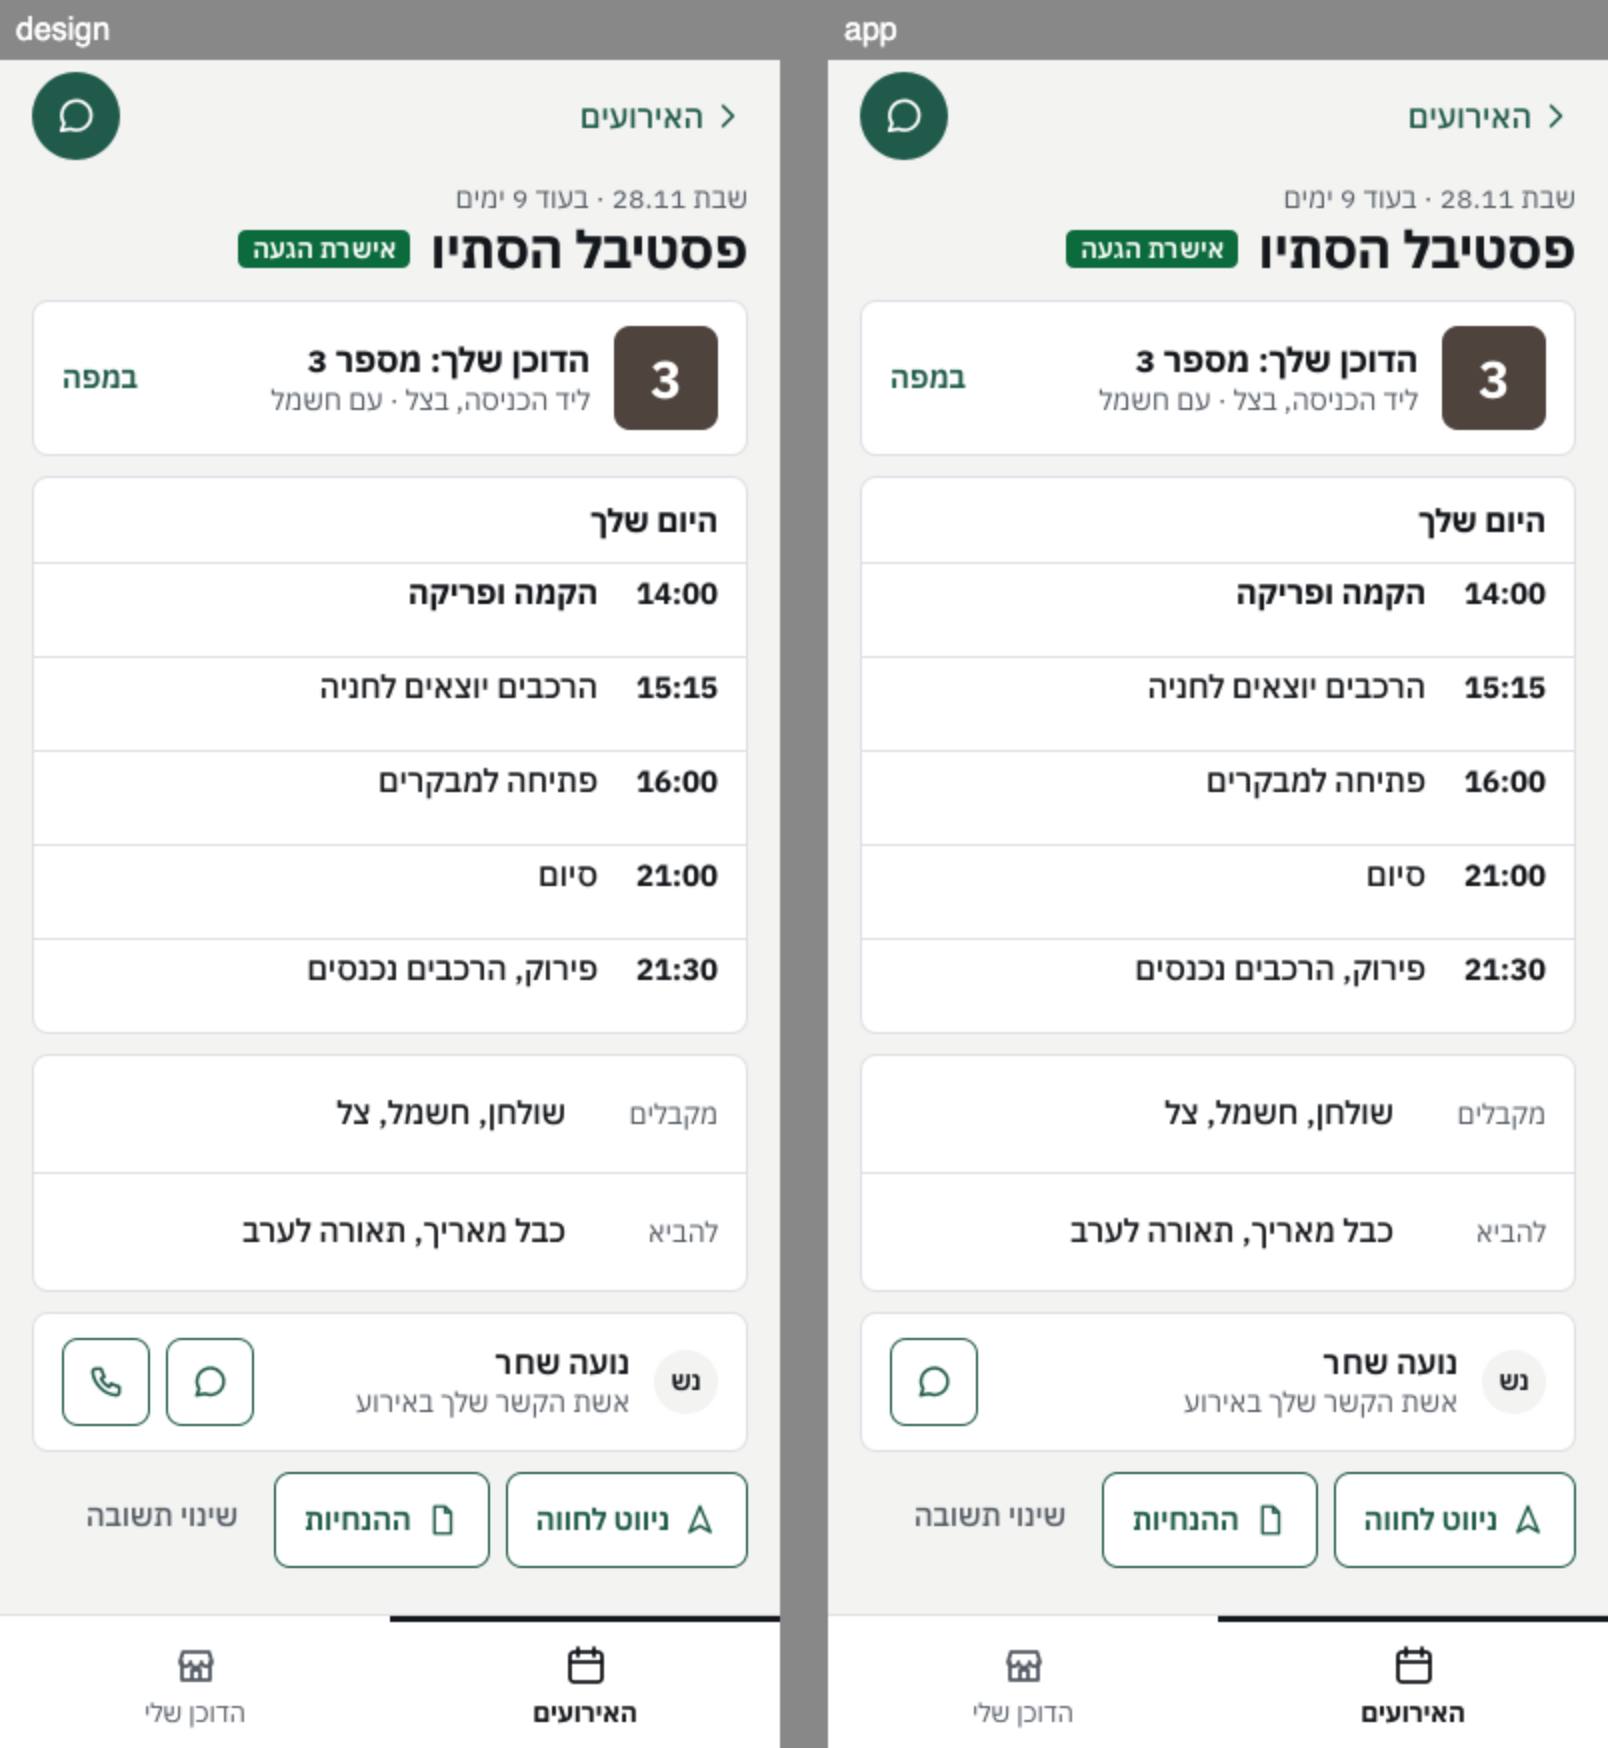 design
האירועים
שבת 28.11 · בעוד 9 ימים
פסטיבל הסתיו אישרת הגעה
3
הדוכן שלך: מספר 3
ליד הכניסה, בצל · עם חשמל
במפה
היום שלך
14:00 הקמה ופריקה
15:15 הרכבים יוצאים לחניה
16:00 פתיחה למבקרים
21:00 סיום
21:30 פירוק, הרכבים נכנסים
מקבלים שולחן, חשמל, צל
להביא כבל מאריך, תאורה לערב
נש
נועה שחר
אשת הקשר שלך באירוע
ניווט לחווה
ההנחיות
שינוי תשובה
האירועים
הדוכן שלי
app
האירועים
שבת 28.11 · בעוד 9 ימים
פסטיבל הסתיו אישרת הגעה
3
הדוכן שלך: מספר 3
ליד הכניסה, בצל · עם חשמל
במפה
היום שלך
14:00 הקמה ופריקה
15:15 הרכבים יוצאים לחניה
16:00 פתיחה למבקרים
21:00 סיום
21:30 פירוק, הרכבים נכנסים
מקבלים שולחן, חשמל, צל
להביא כבל מאריך, תאורה לערב
נש
נועה שחר
אשת הקשר שלך באירוע
ניווט לחווה
ההנחיות
שינוי תשובה
האירועים
הדוכן שלי